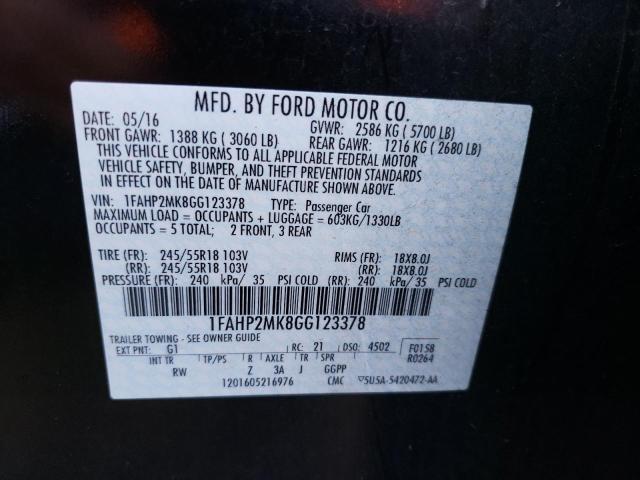 MFD. BY FORD MOTOR CO.
DATE: 05/16 GVWR: 2586 KG ( 5700 LB)
FRONT GAWR: 1388 KG ( 3060 LB) REAR GAWR: 1216 KG ( 2680 LB)
THIS VEHICLE CONFORMS TO ALL APPLICABLE FEDERAL MOTOR
VEHICLE SAFETY, BUMPER, AND THEFT PREVENTION STANDARDS
IN EFFECT ON THE DATE OF MANUFACTURE SHOWN ABOVE.
VIN: 1FAHP2MK8GG123378 TYPE: Passenger Car
MAXIMUM LOAD = OCCUPANTS + LUGGAGE = 603KG/1330LB
OCCUPANTS = 5 TOTAL; 2 FRONT, 3 REAR
TIRE (FR): 245/55R18 103V RIMS (FR): 18X8.0J
(RR): 245/55R18 103V (RR): 18X8.0J
PRESSURE (FR): 240 kPa/ 35 PSI COLD (RR): 240 kPa/ 35 PSI COLD
1FAHP2MK8GG123378
TRAILER TOWING - SEE OWNER GUIDE
EXT PNT: G1 RC: 21 DSO: 4502 F0158
INT TR TP/PS R AXLE TR SPR R0264
RW Z 3A J GGPP
1201605216976 CMC ▽5U5A-5420472-AA